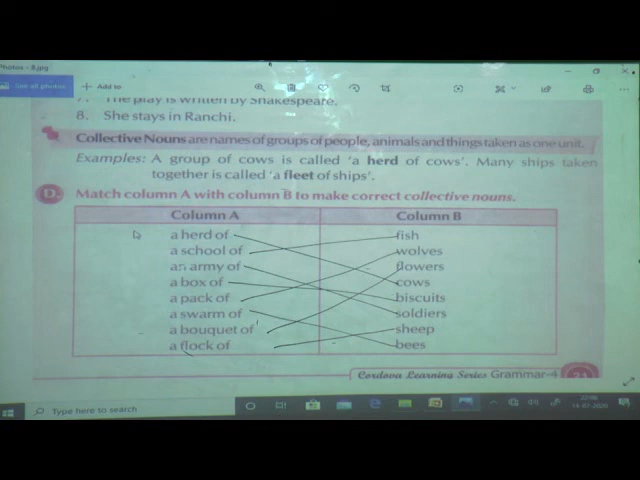 Photos - 8.jpg
See all photos
Add to
7. The play is written by Shakespeare.
8. She stays in Ranchi.
Collective Nouns are names of groups of people, animals and things taken as one unit.
Examples: A group of cows is called 'a herd of cows'. Many ships taken
together is called 'a fleet of ships'.
D. Match column A with column B to make correct collective nouns.
Column A Column B
a herd of fish
a school of wolves
an army of flowers
a box of cows
a pack of biscuits
a swarm of soldiers
a bouquet of sheep
a flock of bees
Cordova Learning Series Grammar-4 21
Type here to search
14-07-2020